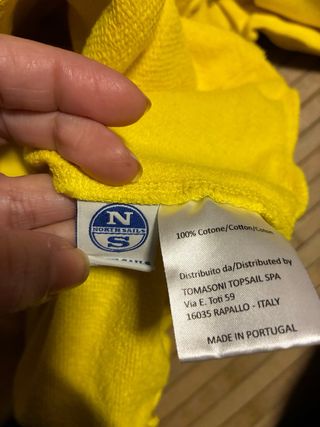 N
NORTH SAILS
S
SAILS
100% Cotone/Cotton/Coton
Distribuito da/Distributed by
TOMASONI TOPSAIL SPA
Via E. Toti 59
16035 RAPALLO - ITALY
MADE IN PORTUGAL